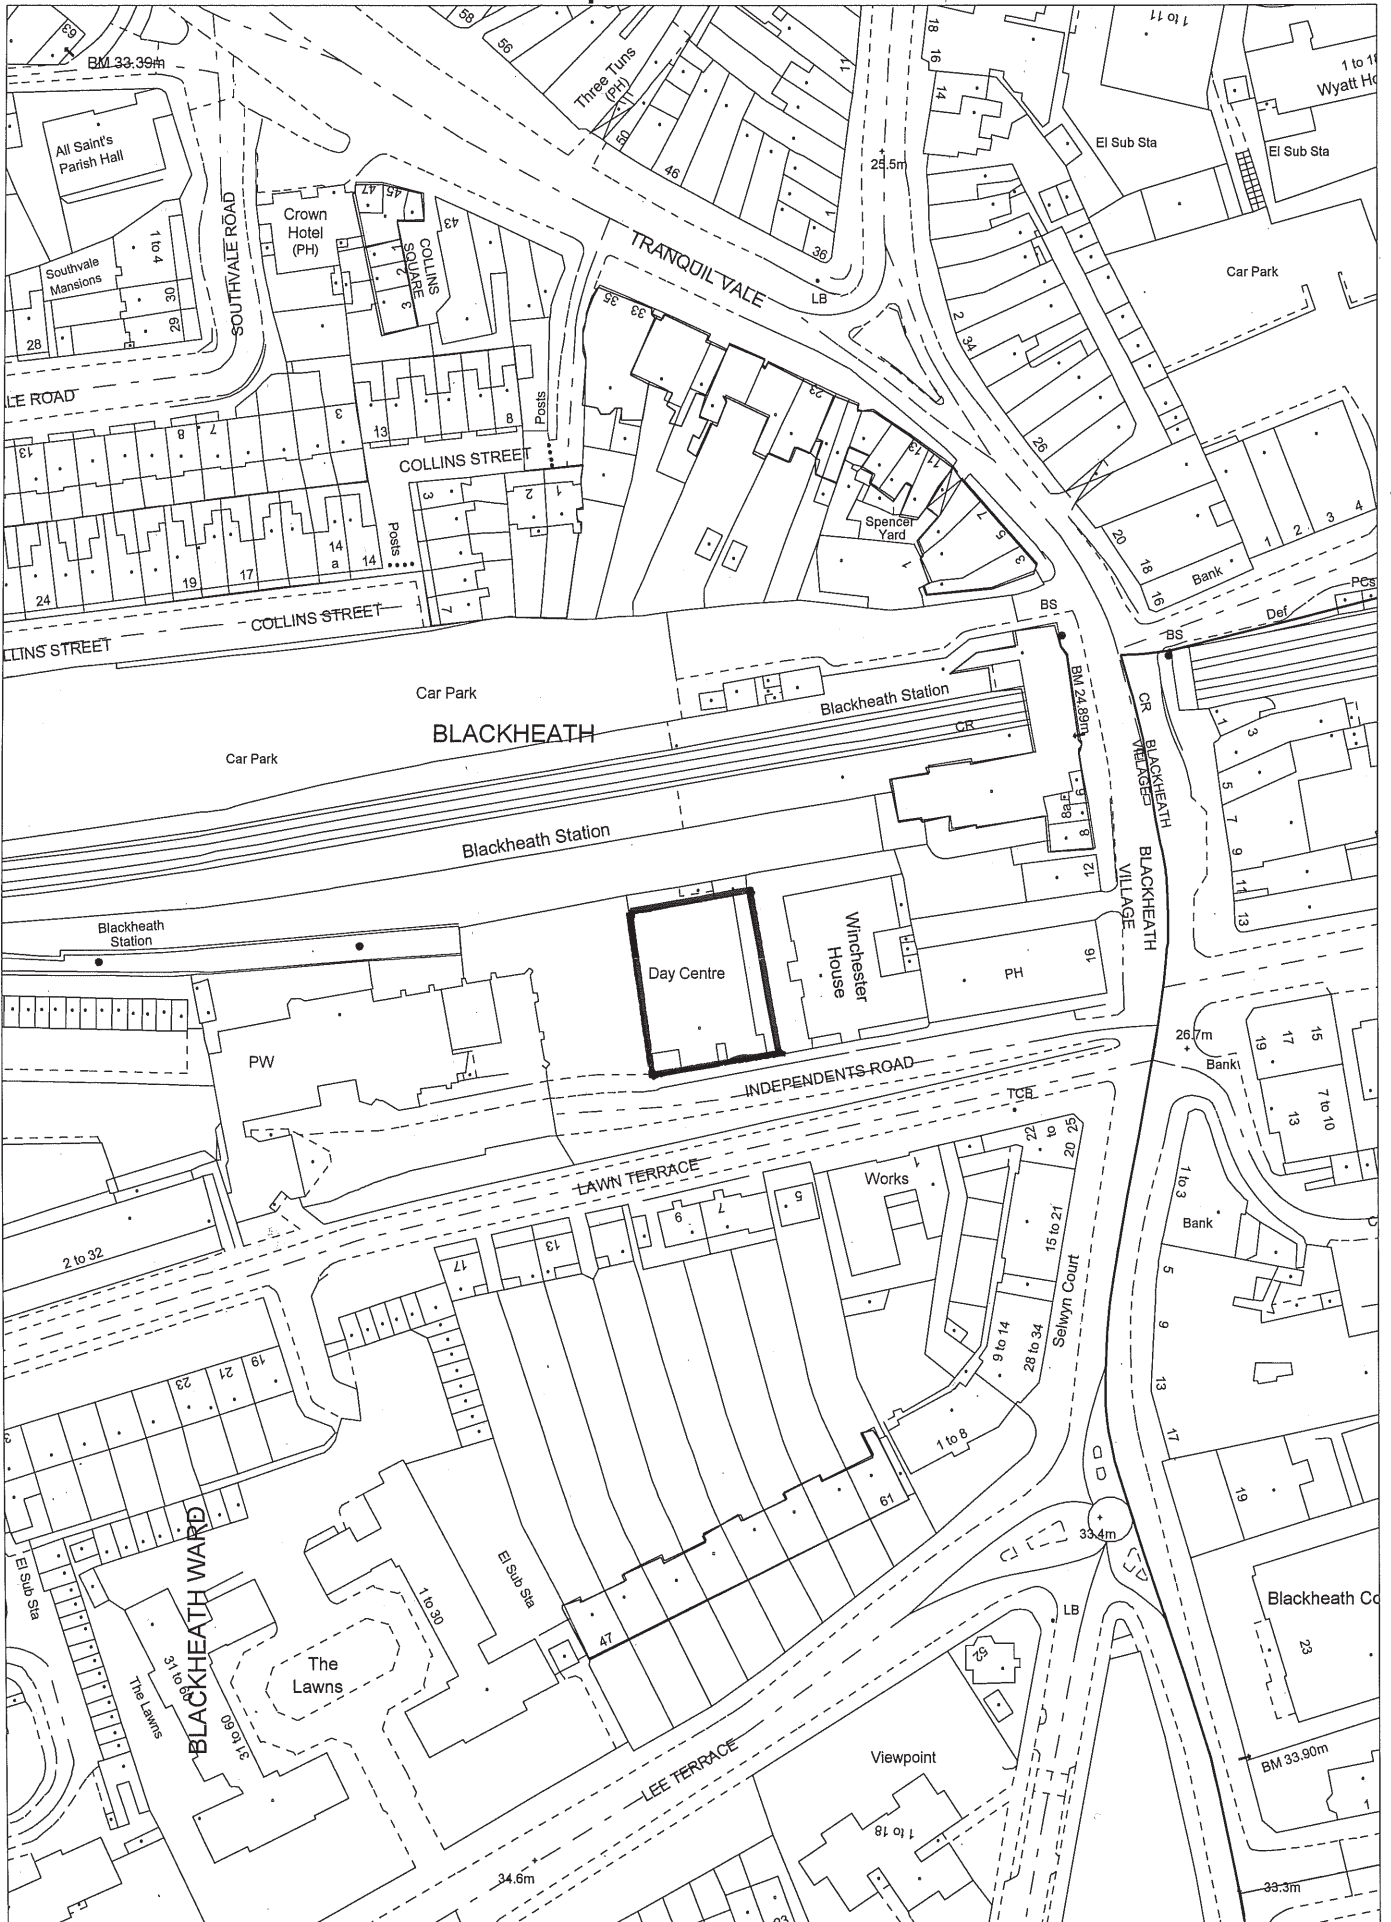 63
BM 33.39m
58
56
Three Tuns
(PH)
50
46
11
1
36
LB
25.5m
18
16
14
1 to 11
El Sub Sta
El Sub Sta
Wyatt
All Saint's
Parish Hall
Southvale
Mansions
1 to 4
30
29
28
SOUTHVALE ROAD
Crown
Hotel
(PH)
47
45
43
1
2
3
COLLINS
SQUARE
TRANQUIL VALE
Car Park
2
34
26
35
33
23
17
13
ROAD
13
8
7
3
13
8
Posts
COLLINS STREET
3
2
1
Posts
7
24
19
17
14
a
14
COLLINS STREET
STREET
Spencer
Yard
1
7
5
3
20
18
16
Bank
1
2
3
4
BS
BS
Def
PCs
Car Park
Car Park
BLACKHEATH
Blackheath Station
CR
BM 24.89m
CR
BLACKHEATH
VILLAGE
1
3
5
7
9
11
13
Blackheath Station
8a
9
8
12
BLACKHEATH
VILLAGE
Blackheath
Station
Day Centre
Winchester
House
PH
16
PW
INDEPENDENTS ROAD
26.7m
Bank
19
17
15
13
7 to 10
TCB
22
to
25
20
LAWN TERRACE
Works
1
5
7
9
13
17
2 to 32
15 to 21
Selwyn Court
1 to 3
Bank
5
9
13
17
19
9 to 14
28 to 34
1 to 8
23
21
19
61
33.4m
47
El Sub Sta
El Sub Sta
BLACKHEATH WARD
1 to 30
The
Lawns
31 to 60
31 to 60
The Lawns
LB
52
Blackheath
23
LEE TERRACE
Viewpoint
1 to 18
BM 33.90m
1
34.6m
33.3m